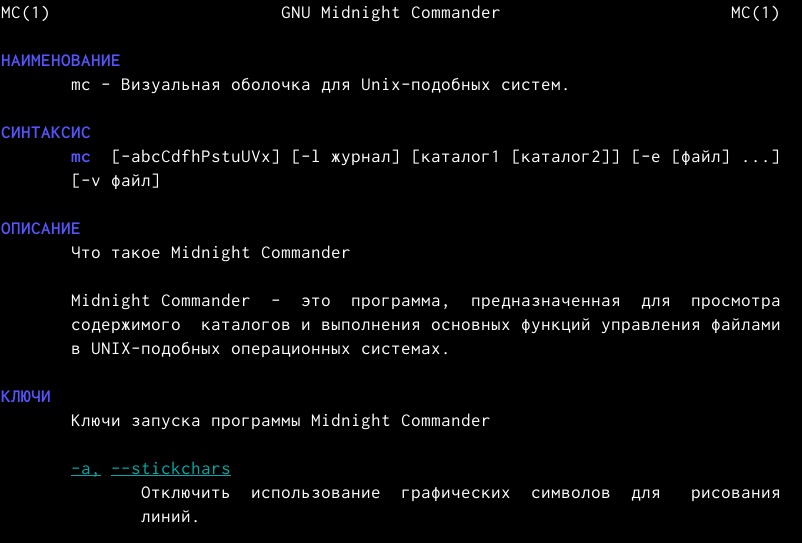 MC(1) GNU Midnight Commander MC(1)
НАИМЕНОВАНИЕ
mc - Визуальная оболочка для Unix-подобных систем.
СИНТАКСИС
mc [-abcCdfhPstuUVx] [-l журнал] [каталог1 [каталог2]] [-e [файл] ...]
[-v файл]
ОПИСАНИЕ
Что такое Midnight Commander
Midnight Commander - это программа, предназначенная для просмотра
содержимого каталогов и выполнения основных функций управления файлами
в UNIX-подобных операционных системах.
КЛЮЧИ
Ключи запуска программы Midnight Commander
-a, --stickchars
Отключить использование графических символов для рисования
линий.